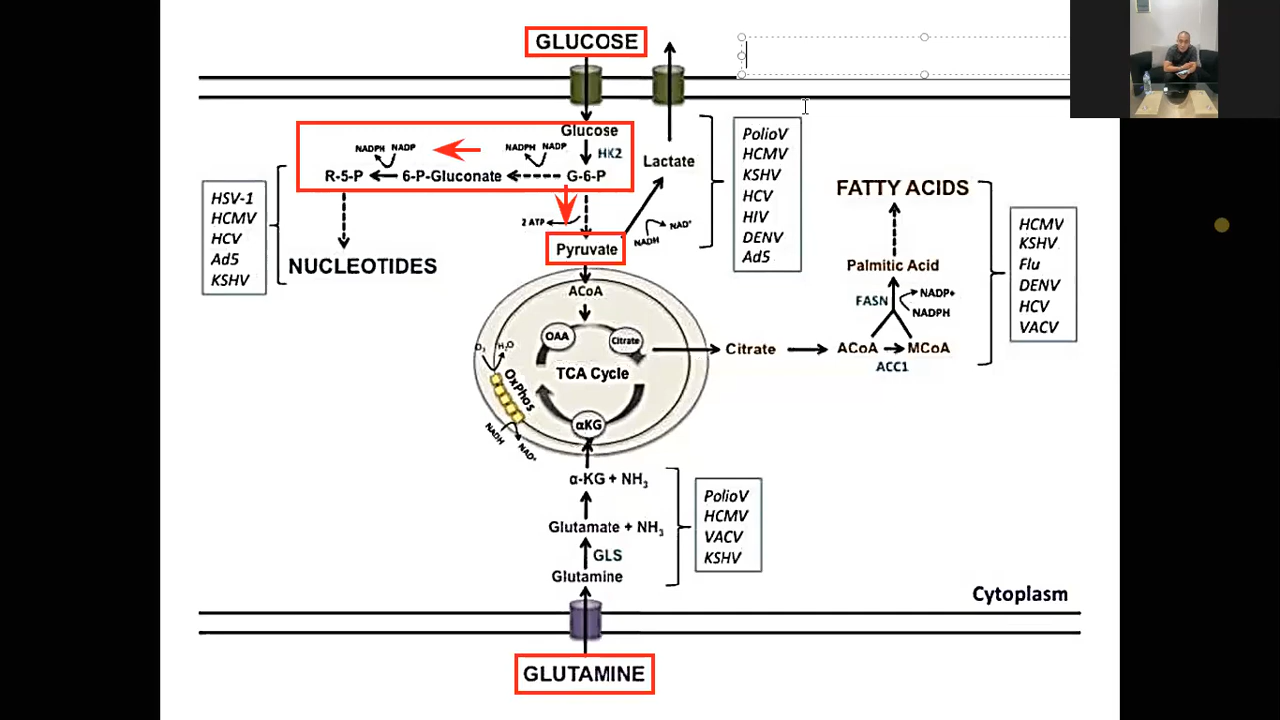 GLUCOSE
Glucose
HK2
NADPH NADP
NADPH NADP
R-5-P
6-P-Gluconate
G-6-P
Lactate
2 ATP
NADH
NAD⁺
Pyruvate
NUCLEOTIDES
HSV-1
HCMV
HCV
Ad5
KSHV
PolioV
HCMV
KSHV
HCV
HIV
DENV
Ad5
FATTY ACIDS
Palmitic Acid
FASN
NADP+
NADPH
ACoA
MCoA
ACC1
Citrate
HCMV
KSHV
Flu
DENV
HCV
VACV
ACoA
OAA
Citrate
TCA Cycle
αKG
O₂
H₂O
OxPhos
NADH
NAD⁺
α-KG + NH₃
Glutamate + NH₃
GLS
Glutamine
PolioV
HCMV
VACV
KSHV
Cytoplasm
GLUTAMINE